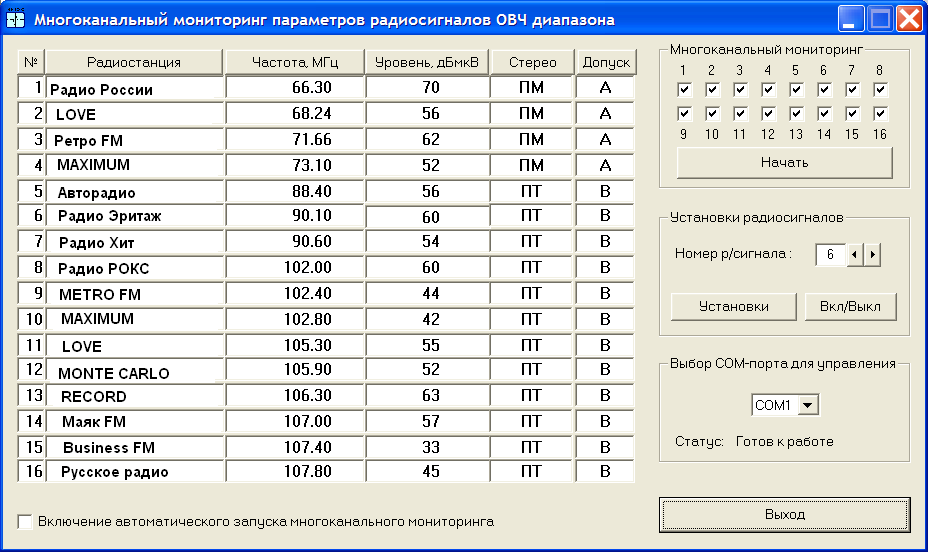 Многоканальный мониторинг параметров радиосигналов ОВЧ диапазона
№ Радиостанция Частота, МГц Уровень, дБмкВ Стерео Допуск
1 Радио России 66.30 70 ПМ А
2 LOVE 68.24 56 ПМ А
3 Ретро FM 71.66 62 ПМ А
4 MAXIMUM 73.10 52 ПМ А
5 Авторадио 88.40 56 ПТ В
6 Радио Эритаж 90.10 60 ПТ В
7 Радио Хит 90.60 54 ПТ В
8 Радио РОКС 102.00 60 ПТ В
9 METRO FM 102.40 44 ПТ В
10 MAXIMUM 102.80 42 ПТ В
11 LOVE 105.30 55 ПТ В
12 MONTE CARLO 105.90 52 ПТ В
13 RECORD 106.30 63 ПТ В
14 Маяк FM 107.00 57 ПТ В
15 Business FM 107.40 33 ПТ В
16 Русское радио 107.80 45 ПТ В
Включение автоматического запуска многоканального мониторинга
Многоканальный мониторинг
1 2 3 4 5 6 7 8
9 10 11 12 13 14 15 16
Начать
Установки радиосигналов
Номер р/сигнала : 6
Установки Вкл/Выкл
Выбор COM-порта для управления
COM1
Статус: Готов к работе
Выход